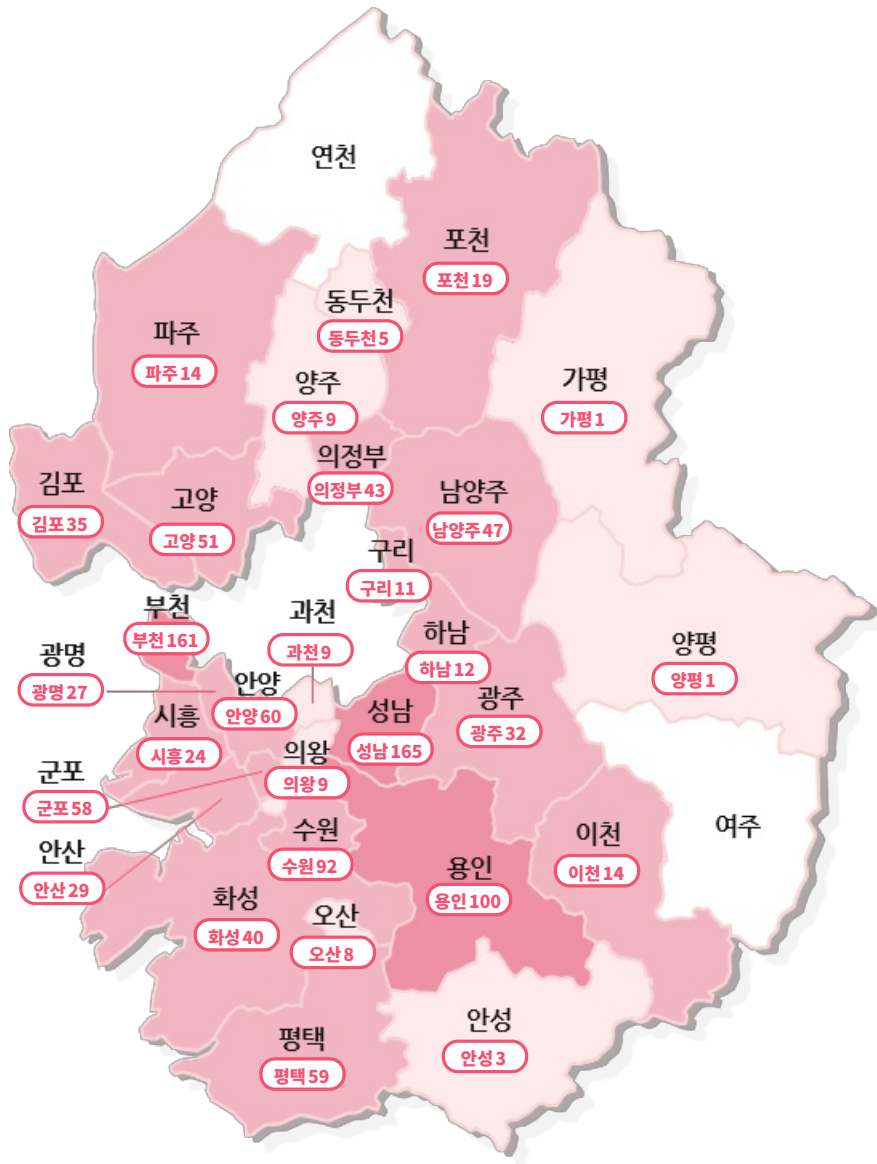 연천
포천
포천 19
동두천
동두천 5
파주
파주 14
양주
양주 9
가평
가평 1
의정부
의정부 43
김포
김포 35
고양
고양 51
남양주
남양주 47
구리
구리 11
부천
부천 161
과천
과천 9
하남
하남 12
양평
양평 1
광명
광명 27
안양
안양 60
시흥
시흥 24
성남
성남 165
광주
광주 32
의왕
의왕 9
군포
군포 58
수원
수원 92
이천
이천 14
여주
안산
안산 29
용인
용인 100
화성
화성 40
오산
오산 8
안성
안성 3
평택
평택 59